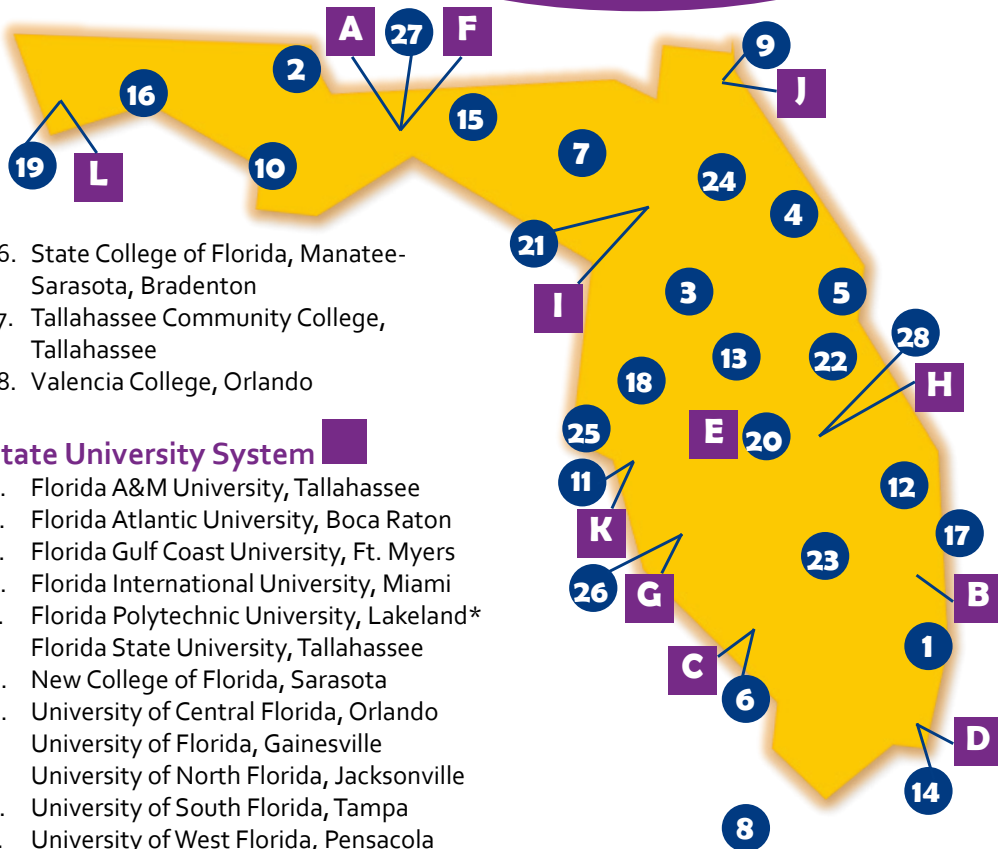 A 27 F
9
2
J
16
15
7
19
L
10
24
4
21
6. State College of Florida, Manatee-
Sarasota, Bradenton
I
3
5
7. Tallahassee Community College,
Tallahassee
28
13
22
8. Valencia College, Orlando
18
H
25
E 20
tate University System
11
12
. Florida A&M University, Tallahassee
. Florida Atlantic University, Boca Raton
K
17
. Florida Gulf Coast University, Ft. Myers
23
. Florida International University, Miami
26 G
B
. Florida Polytechnic University, Lakeland*
Florida State University, Tallahassee
1
. New College of Florida, Sarasota
C
6
. University of Central Florida, Orlando
University of Florida, Gainesville
D
University of North Florida, Jacksonville
14
. University of South Florida, Tampa
. University of West Florida, Pensacola
8